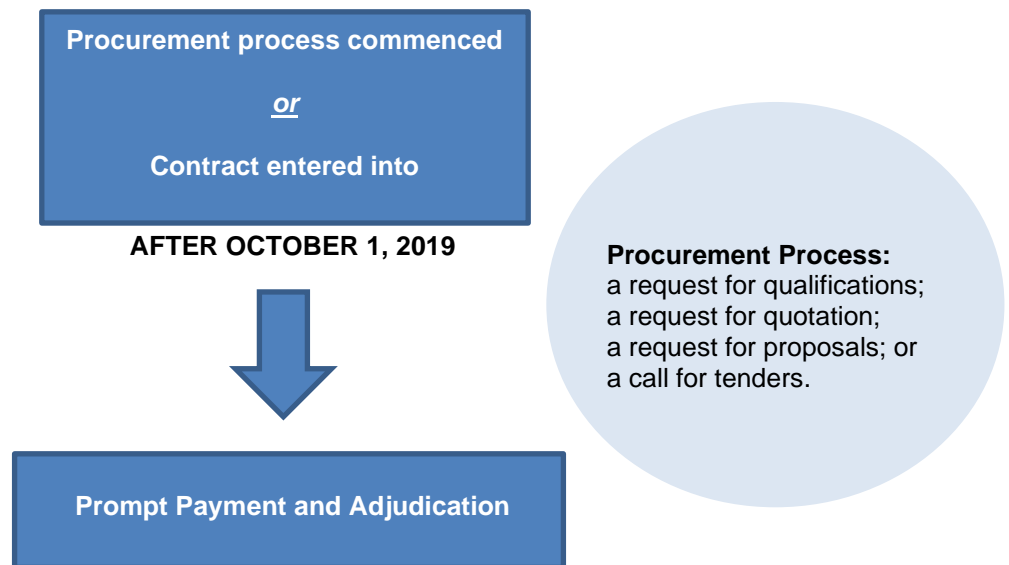 Procurement process commenced
or
Contract entered into
AFTER OCTOBER 1, 2019
Procurement Process:
a request for qualifications;
a request for quotation;
a request for proposals; or
a call for tenders.
Prompt Payment and Adjudication